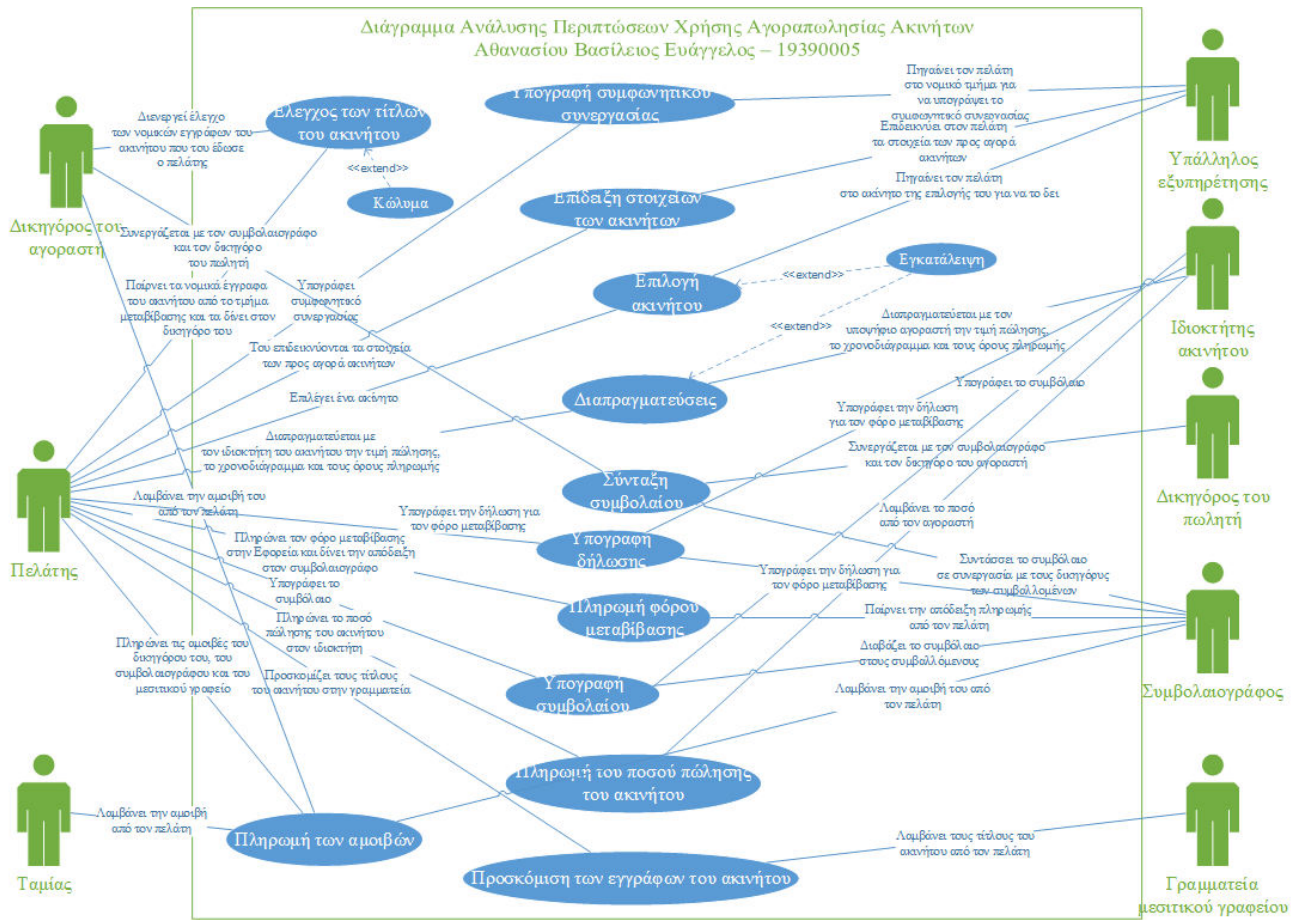 Διάγραμμα Ανάλυσης Περιπτώσεων Χρήσης Αγοραπωλησίας Ακινήτων
Αθανασίου Βασίλειος Ευάγγελος – 19390005
Δικηγόρος του
αγοραστή
Πελάτης
Ταμίας
Υπάλληλος
εξυπηρέτησης
Ιδιοκτήτης
ακινήτου
Δικηγόρος του
πωλητή
Συμβολαιογράφος
Γραμματεία
μεσιτικού γραφείου
Διενεργεί έλεγχο
των νομικών εγγράφων του
ακινήτου που του έδωσε
ο πελάτης
Έλεγχος των τίτλων
του ακινήτου
<<extend>>
Κώλυμα
Υπογραφή συμφωνητικού
συνεργασίας
Πηγαίνει τον πελάτη
στο νομικό τμήμα για
να υπογράψει το
συμφωνητικό συνεργασίας
Επιδεικνύει στον πελάτη
τα στοιχεία των προς αγορά
ακινήτων
Πηγαίνει τον πελάτη
στο ακίνητο της επιλογής του για να το δει
Επίδειξη στοιχείων
των ακινήτων
Συνεργάζεται με τον συμβολαιογράφο
και τον δικηγόρο
του πωλητή
Παίρνει τα νομικά έγγραφα
του ακινήτου από το τμήμα
μεταβίβασης και τα δίνει στον
δικηγόρο του
Υπογράφει
συμφωνητικό
συνεργασίας
Επιλογή
ακινήτου
<<extend>>
Εγκατάλειψη
<<extend>>
Διαπραγματεύεται με τον
υποψήφιο αγοραστή την τιμή πώλησης,
το χρονοδιάγραμμα και τους όρους πληρωμής
Του επιδεικνύονται τα στοιχεία
των προς αγορά ακινήτων
Επιλέγει ένα ακίνητο
Διαπραγματεύσεις
Υπογράφει το συμβόλαιο
Υπογράφει την δήλωση
για τον φόρο μεταβίβασης
Διαπραγματεύεται με
τον ιδιοκτήτη του ακινήτου την τιμή πώλησης,
το χρονοδιάγραμμα και τους όρους πληρωμής
Συνεργάζεται με τον συμβολαιογράφο
και τον δικηγόρο του αγοραστή
Σύνταξη
συμβολαίου
Λαμβάνει την αμοιβή του
από τον πελάτη
Υπογράφει την δήλωση για
τον φόρο μεταβίβασης
Λαμβάνει το ποσό
από τον αγοραστή
Υπογραφη
δήλωσης
Πληρώνει τον φόρο μεταβίβασης
στην Εφορεία και δίνει την απόδειξη
στον συμβολαιογράφο
Υπογράφει την δήλωση για
τον φόρο μεταβίβασης
Συντάσσει το συμβόλαιο
σε συνεργασία με τους δικηγόρυς
των συμβαλλομένων
Υπογράφει το
συμβόλαιο
Πληρωμή φόρου
μεταβίβασης
Παίρνει την απόδειξη πληρωμής
από τον πελάτη
Πληρώνει το ποσό
πώλησης του ακινήτου
στον ιδιοκτήτη
Διαβάζει το συμβόλαιο
στους συμβαλλόμενους
Πληρώνει τις αμοιβές του
δικηγόρου του, του
συμβολαιογράφου και του
μεσιτικού γραφείο
Προσκομίζει τους τίτλους
του ακινήτου στην γραμματεία
Υπογραφή
συμβολαίου
Λαμβάνει την αμοιβή του από
τον πελάτη
Πληρωμή του ποσού πώλησης
του ακινήτου
Λαμβάνει την αμοιβή
από τον πελάτη
Πληρωμή των αμοιβών
Λαμβάνει τους τίτλους του
ακινήτου από τον πελάτη
Προσκόμιση των εγγράφων του ακινήτου